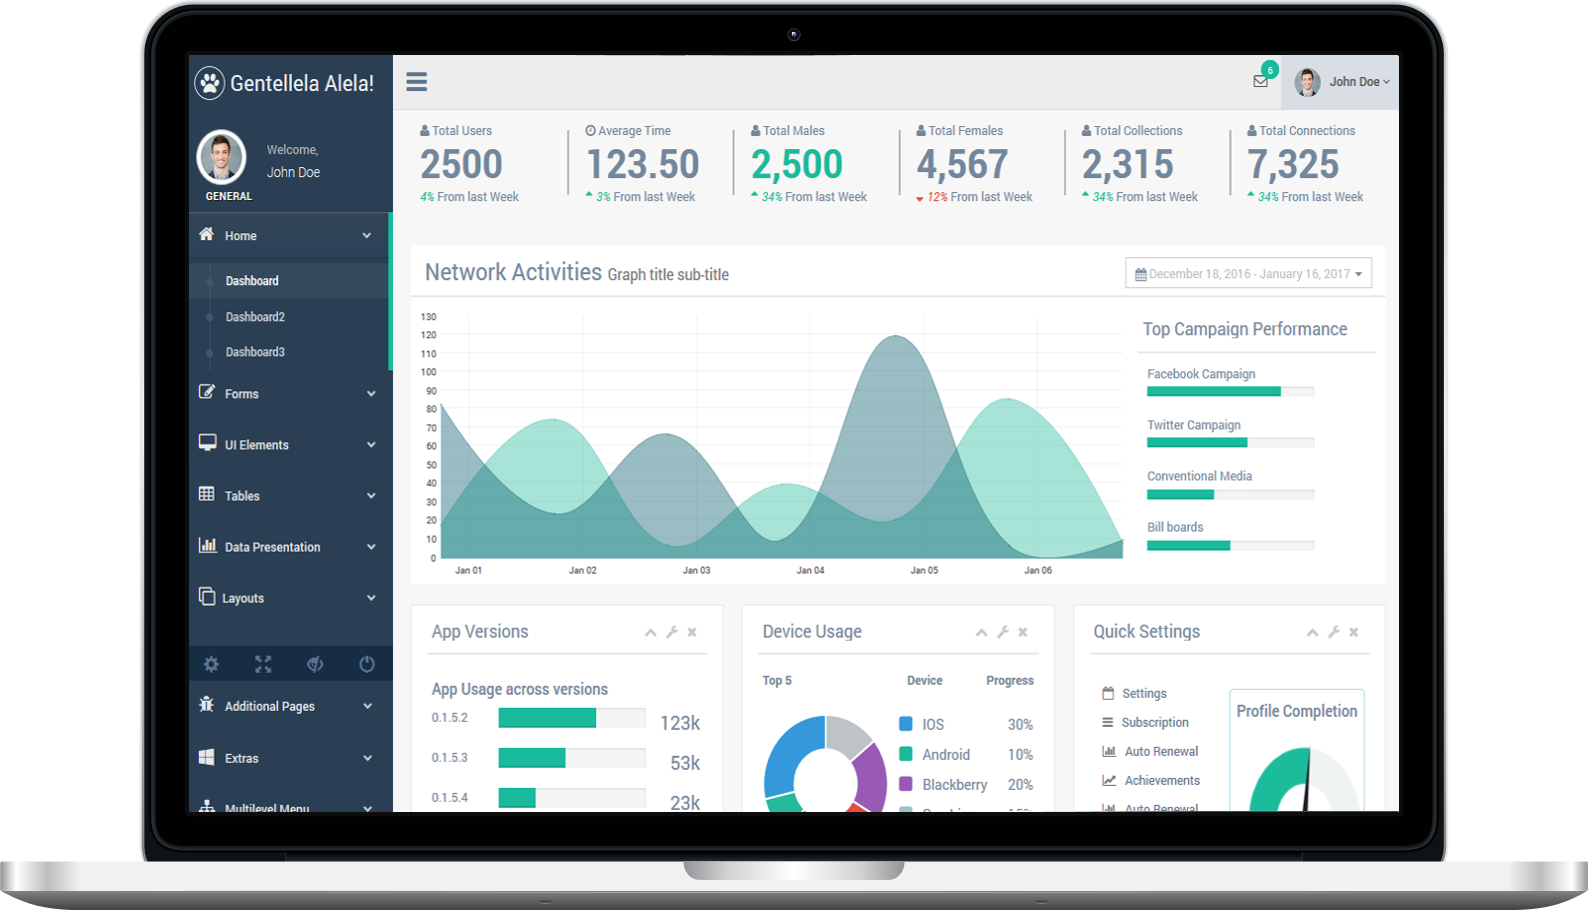 Gentellela Alela!
6
John Doe
Welcome,
John Doe
GENERAL
Home
Dashboard
Dashboard2
Dashboard3
Forms
UI Elements
Tables
Data Presentation
Layouts
Additional Pages
Extras
Multilevel Menu
Total Users
2500
4% From last Week
Average Time
123.50
3% From last Week
Total Males
2,500
34% From last Week
Total Females
4,567
12% From last Week
Total Collections
2,315
34% From last Week
Total Connections
7,325
34% From last Week
Network Activities Graph title sub-title
December 18, 2016 - January 16, 2017
130
120
110
100
90
80
70
60
50
40
30
20
10
0
Jan 01
Jan 02
Jan 03
Jan 04
Jan 05
Jan 06
Top Campaign Performance
Facebook Campaign
Twitter Campaign
Conventional Media
Bill boards
App Versions
App Usage across versions
0.1.5.2 123k
0.1.5.3 53k
0.1.5.4 23k
Device Usage
Top 5 Device Progress
IOS 30%
Android 10%
Blackberry 20%
Quick Settings
Settings
Subscription
Auto Renewal
Achievements
Auto Renewal
Profile Completion